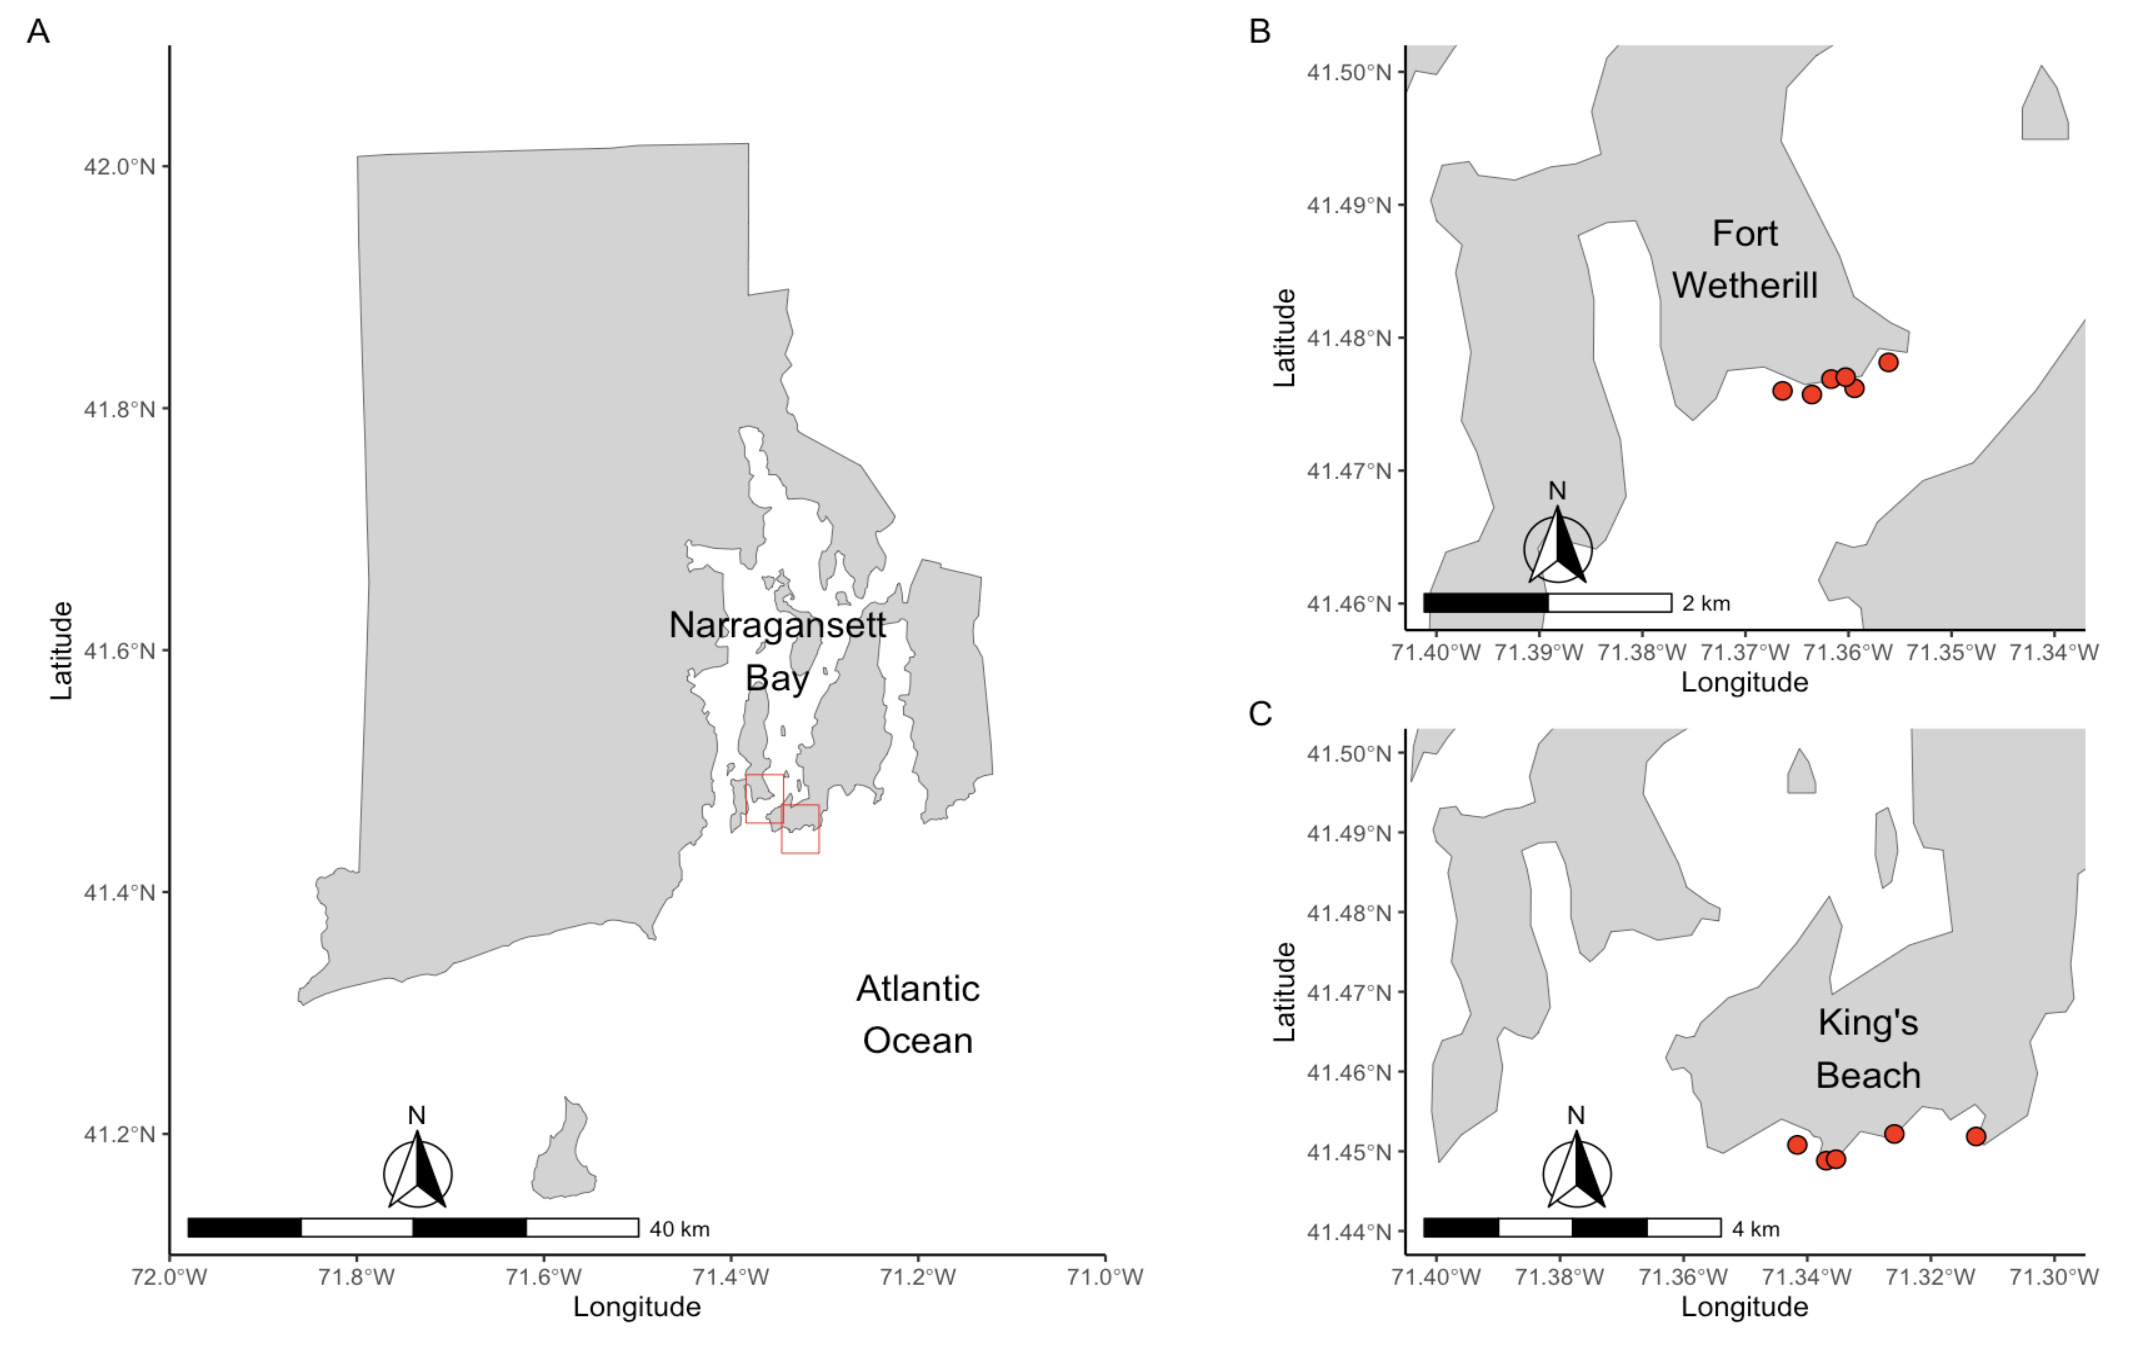 A
42.0°N
41.8°N
41.6°N
41.4°N
41.2°N
Latitude
Narragansett
Bay
Atlantic
Ocean
N
40 km
72.0°W 71.8°W 71.6°W 71.4°W 71.2°W 71.0°W
Longitude
B
41.50°N
41.49°N
41.48°N
41.47°N
41.46°N
Latitude
Fort
Wetherill
N
2 km
71.40°W 71.39°W 71.38°W 71.37°W 71.36°W 71.35°W 71.34°W
Longitude
C
41.50°N
41.49°N
41.48°N
41.47°N
41.46°N
41.45°N
41.44°N
Latitude
King's
Beach
N
4 km
71.40°W 71.38°W 71.36°W 71.34°W 71.32°W 71.30°W
Longitude